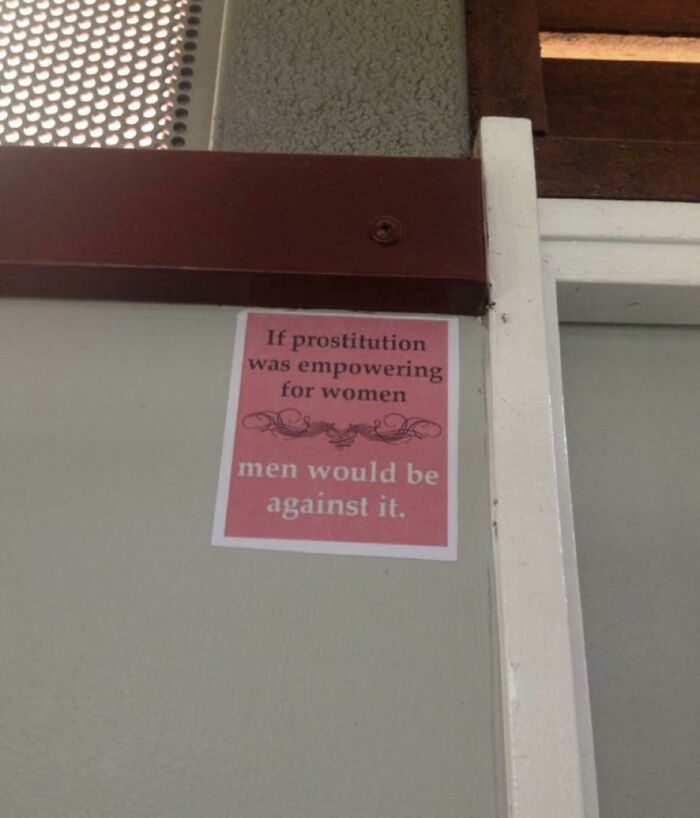 If prostitution
was empowering
for women
men would be
against it.